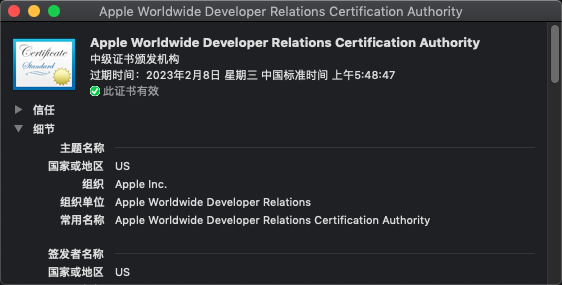 Apple Worldwide Developer Relations Certification Authority
Certificate
Standard
Apple Worldwide Developer Relations Certification Authority
中级证书颁发机构
过期时间：2023年2月8日 星期三 中国标准时间 上午5:48:47
此证书有效
信任
细节
主题名称
国家或地区 US
组织 Apple Inc.
组织单位 Apple Worldwide Developer Relations
常用名称 Apple Worldwide Developer Relations Certification Authority
签发者名称
国家或地区 US